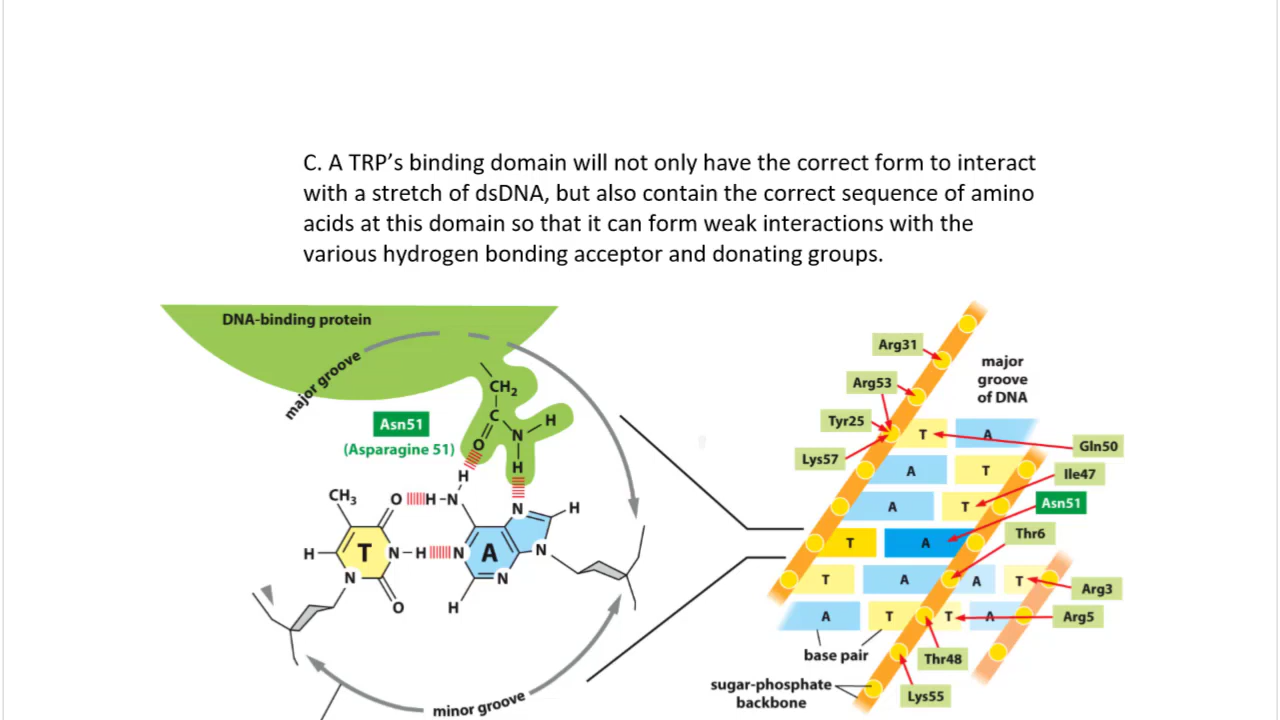 C. A TRP’s binding domain will not only have the correct form to interact
with a stretch of dsDNA, but also contain the correct sequence of amino
acids at this domain so that it can form weak interactions with the
various hydrogen bonding acceptor and donating groups.
DNA-binding protein
major groove
CH2
C
O
N
H
H
Asn51
(Asparagine 51)
H
CH3
O
H-N
N
H
H
T
N-H
N
A
N
N
N
O
H
minor groove
Arg31
major
groove
of DNA
Arg53
Tyr25
T
A
Gln50
Lys57
A
T
Ile47
A
T
Asn51
T
A
Thr6
T
A
A
T
Arg3
A
T
T
A
Arg5
base pair
Thr48
sugar-phosphate
backbone
Lys55